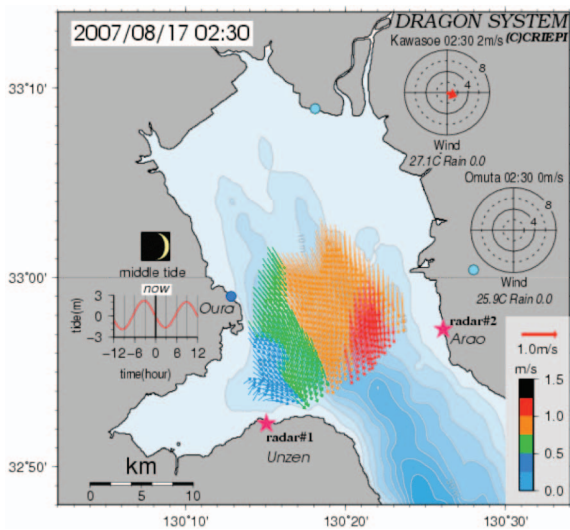 2007/08/17 02:30
DRAGON SYSTEM
(C)CRIEPI
Kawasoe 02:30 2m/s
8
4
Wind
27.1C Rain 0.0
Omuta 02:30 0m/s
8
4
Wind
25.9C Rain 0.0
33°10'
33°00'
32°50'
middle tide
now
tide(m)
3
0
-3
-12 -6 0 6 12
time(hour)
Oura
radar#2
Arao
radar#1
Unzen
1.0m/s
m/s
1.5
1.0
0.5
0.0
km
0 5 10
130°10'
130°20'
130°30'